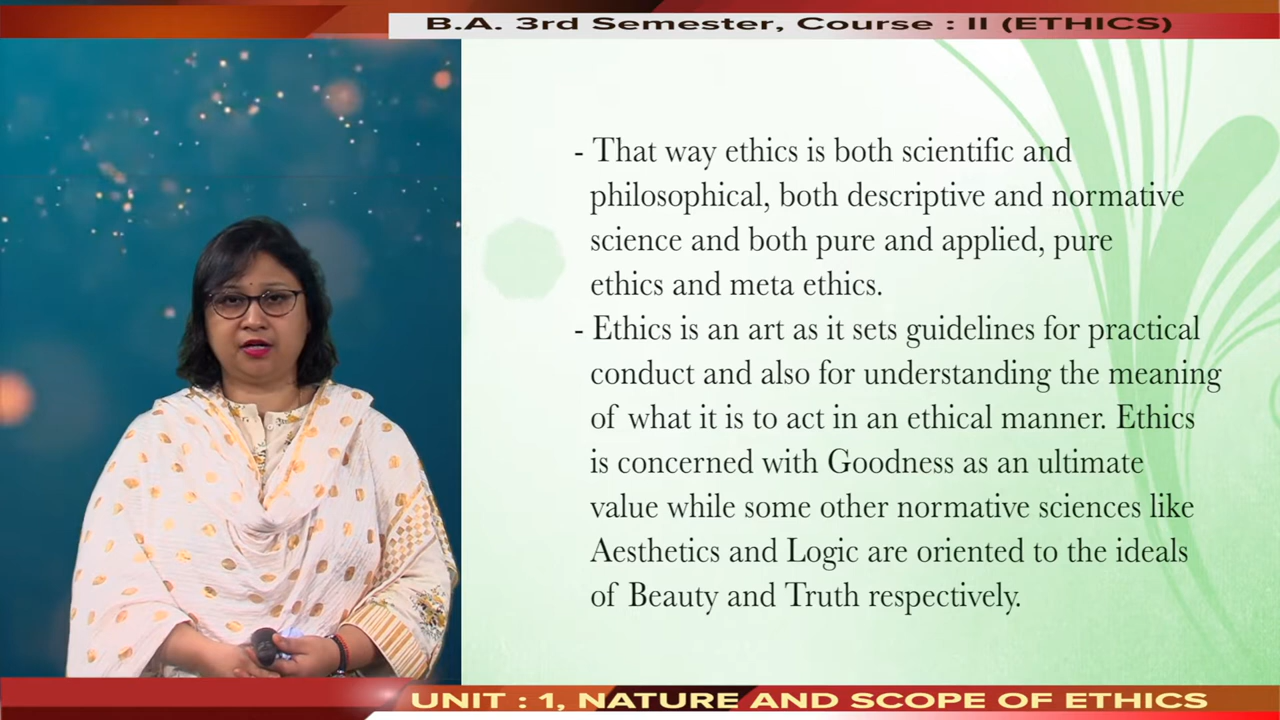 B.A. 3rd Semester, Course : II (ETHICS)
- That way ethics is both scientific and
philosophical, both descriptive and normative
science and both pure and applied, pure
ethics and meta ethics.
- Ethics is an art as it sets guidelines for practical
conduct and also for understanding the meaning
of what it is to act in an ethical manner. Ethics
is concerned with Goodness as an ultimate
value while some other normative sciences like
Aesthetics and Logic are oriented to the ideals
of Beauty and Truth respectively.
UNIT : 1, NATURE AND SCOPE OF ETHICS